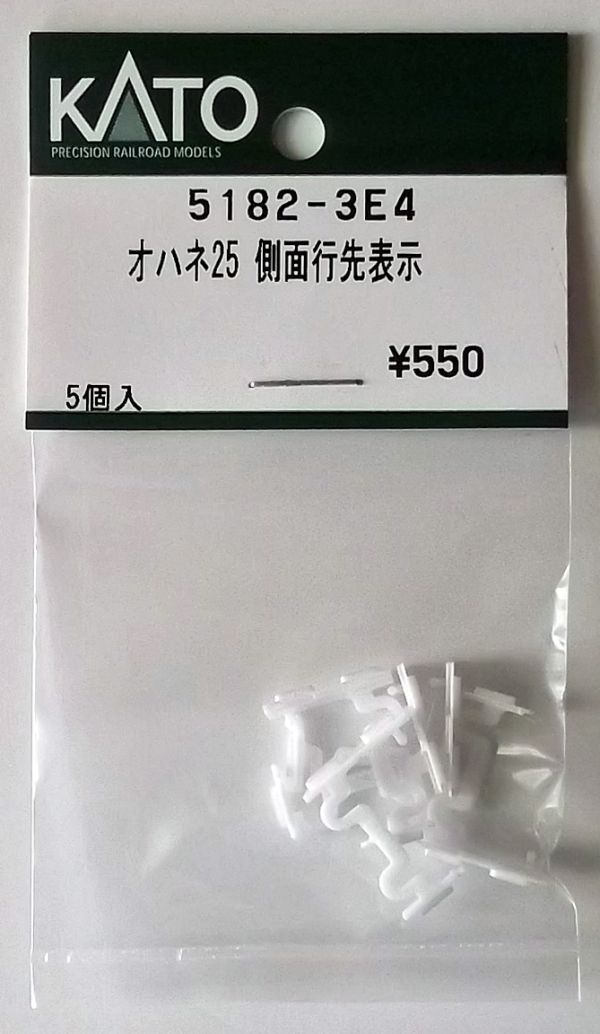 KATO
PRECISION RAILROAD MODELS
5182-3E4
オハネ25 側面行先表示
¥550
5個入